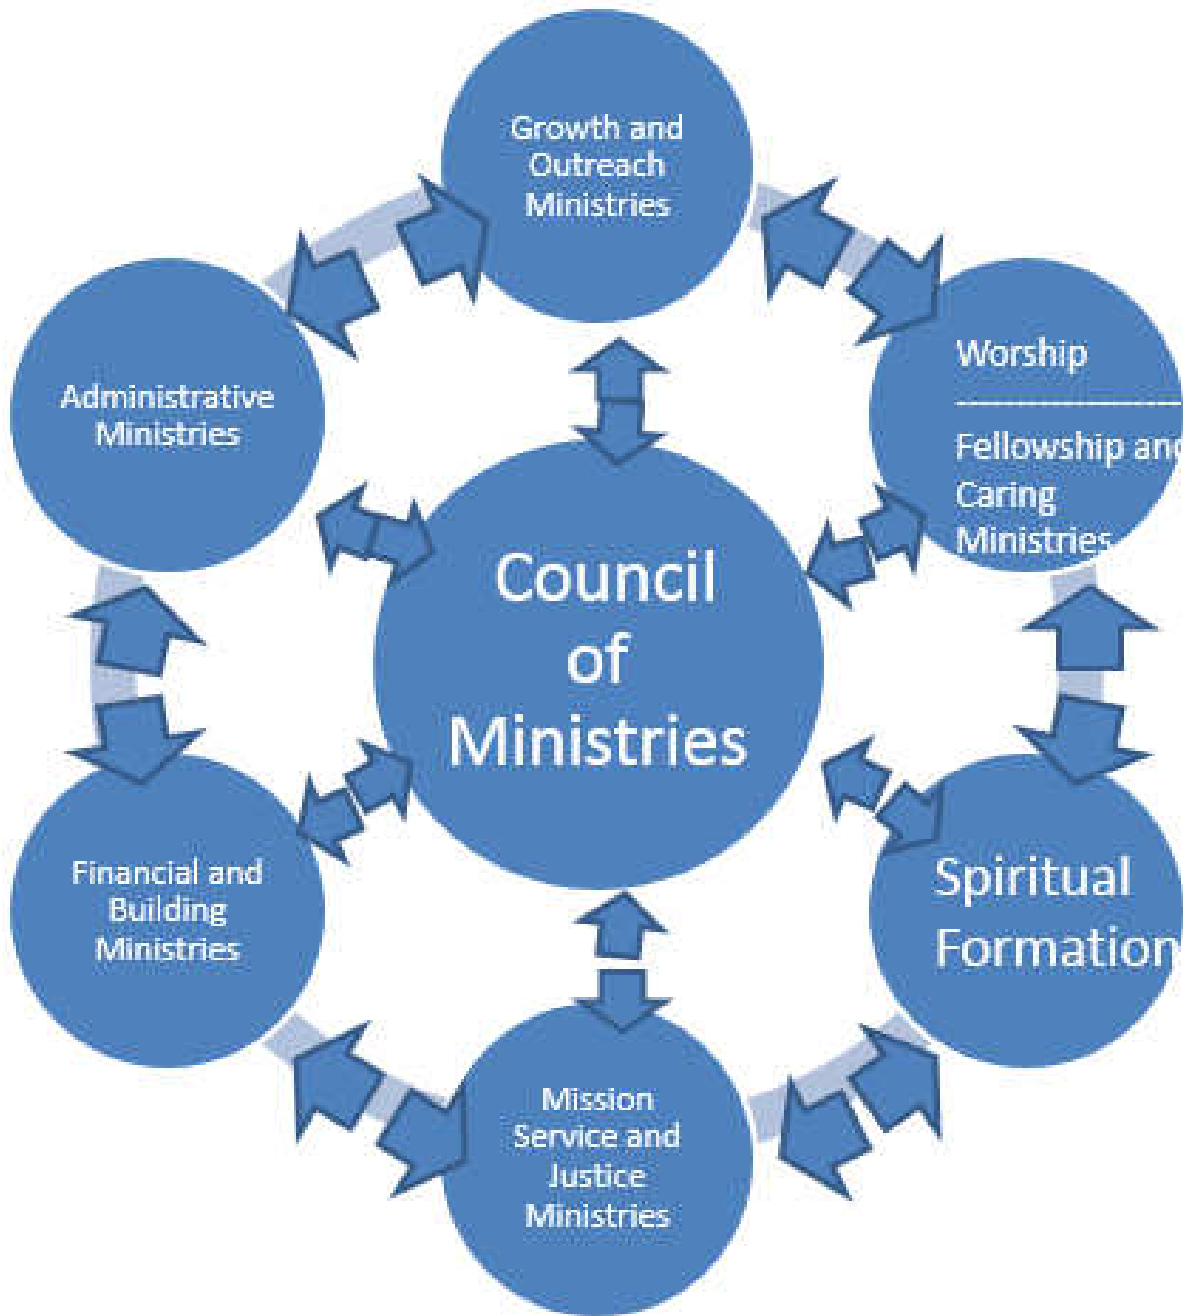 Growth and
Outreach
Ministries
Worship
--------------------
Fellowship and
Caring
Ministries
Administrative
Ministries
Council
of
Ministries
Spiritual
Formation
Financial and
Building
Ministries
Mission
Service and
Justice
Ministries